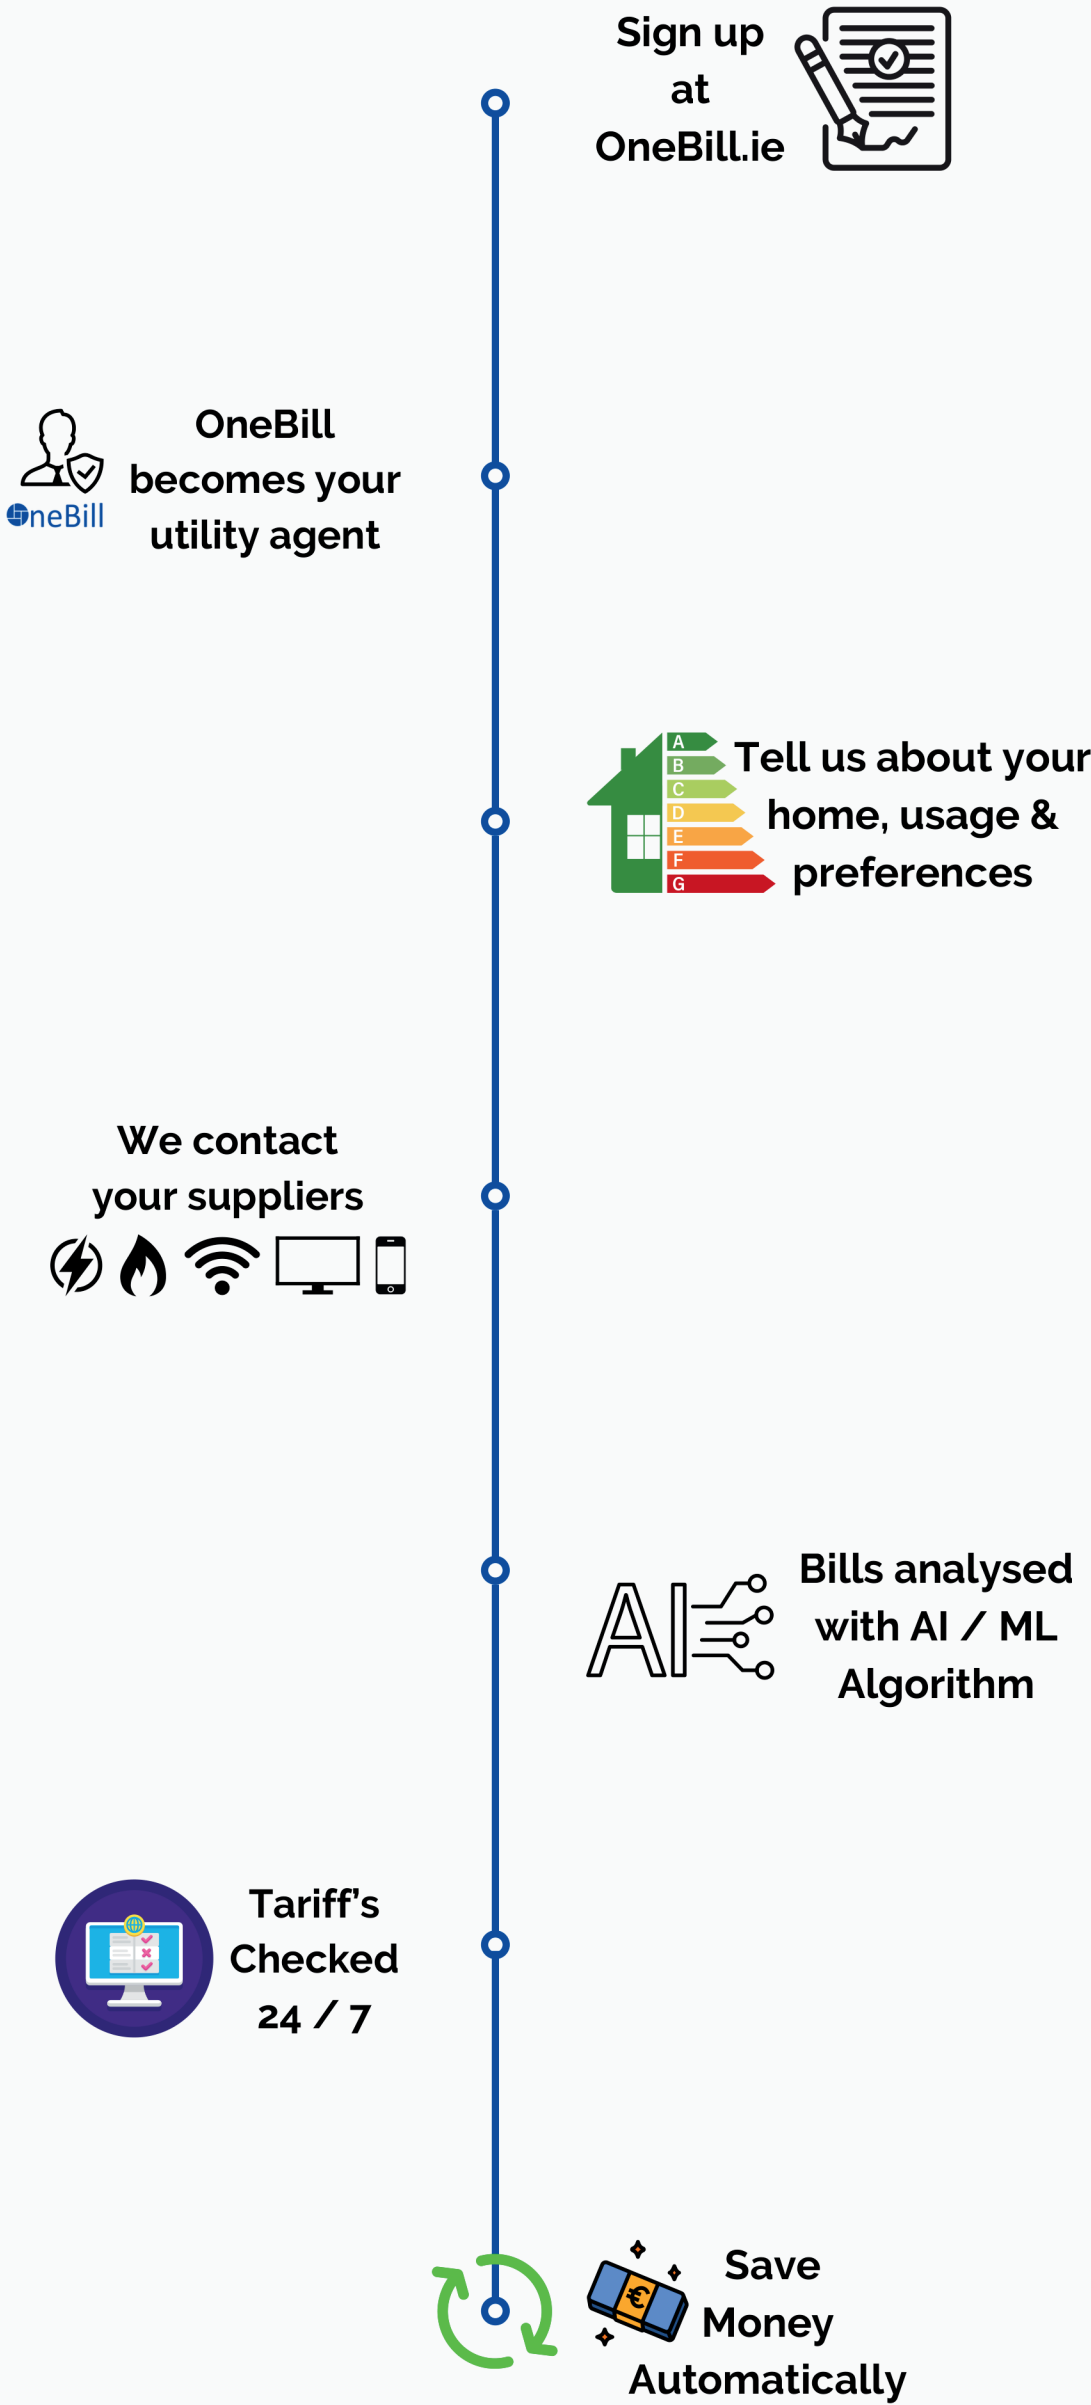 Sign up
at
OneBill.ie
OneBill
becomes your
utility agent
OneBill
Tell us about your
home, usage &
preferences
A
B
C
D
E
F
G
We contact
your suppliers
Bills analysed
with AI / ML
Algorithm
AI
Tariff's
Checked
24 / 7
Save
Money
Automatically
€